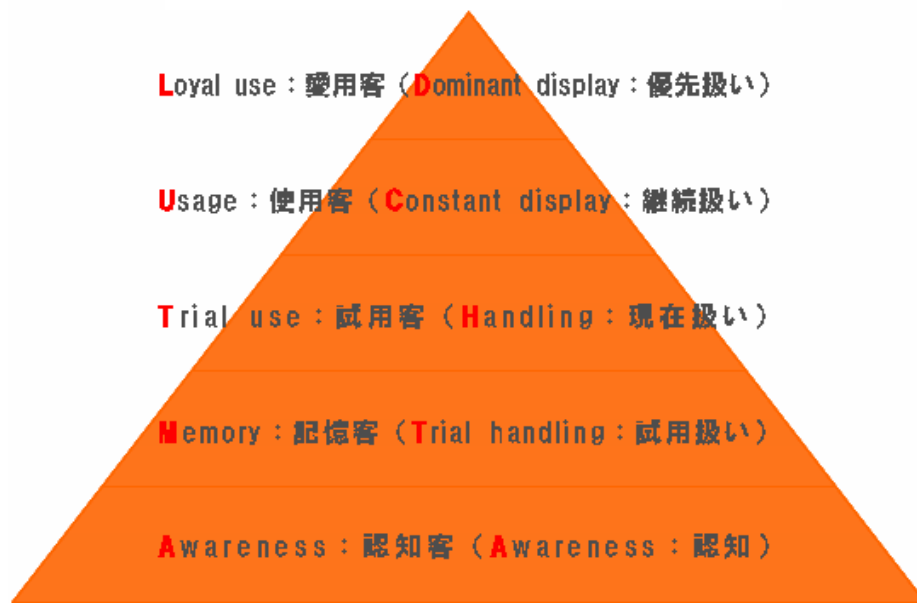 Loyal use：愛用客（Dominant display：優先扱い）
Usage：使用客（Constant display：継続扱い）
Trial use：試用客（Handling：現在扱い）
Memory：記憶客（Trial handling：試用扱い）
Awareness：認知客（Awareness：認知）